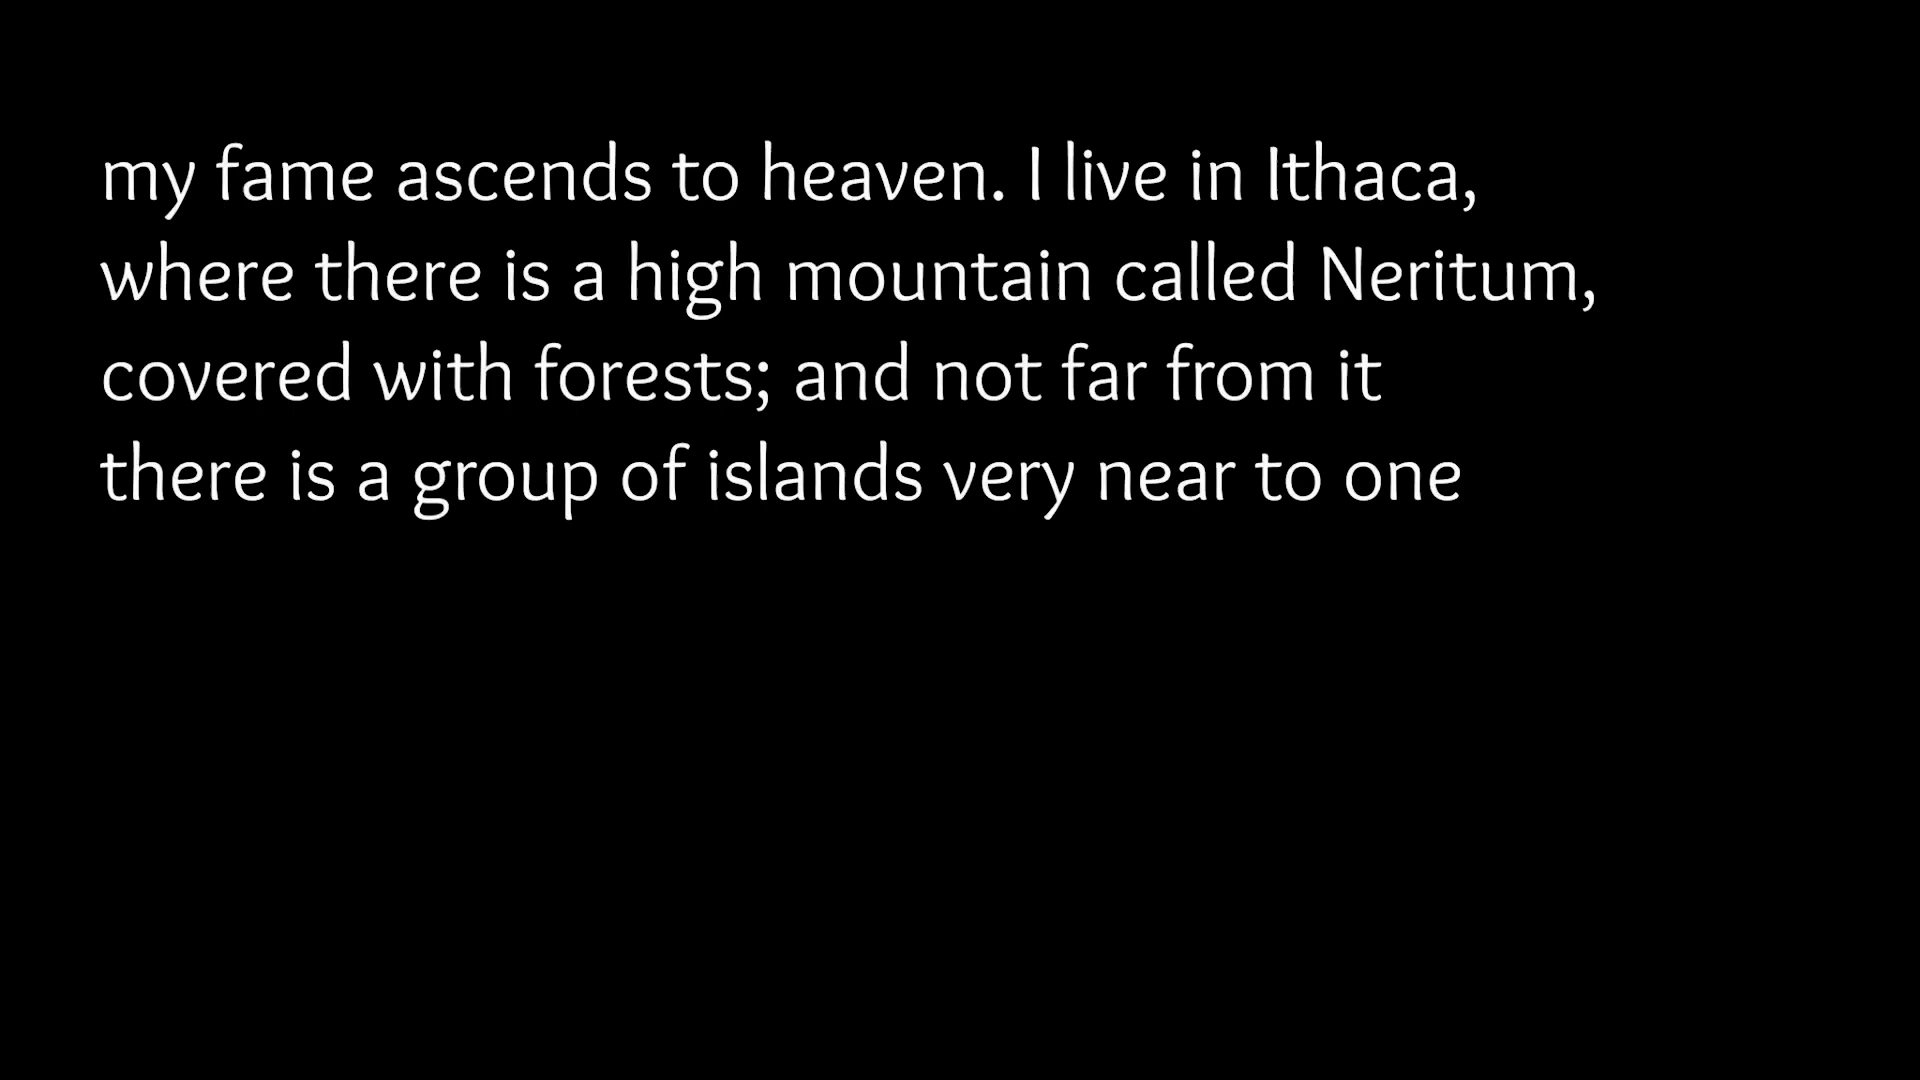 my fame ascends to heaven. I live in Ithaca,
where there is a high mountain called Neritum,
covered with forests; and not far from it
there is a group of islands very near to one